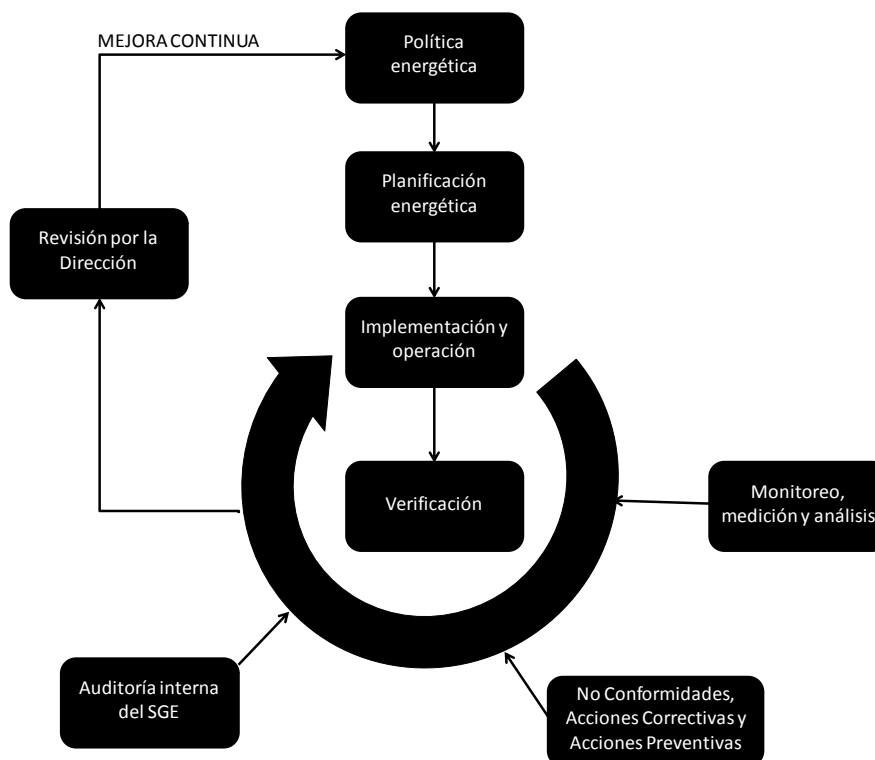 MEJORA CONTINUA
Política
energética
Planificación
energética
Revisión por la
Dirección
Implementación y
operación
Verificación
Monitoreo,
medición y análisis
Auditoría interna
del SGE
No Conformidades,
Acciones Correctivas y
Acciones Preventivas